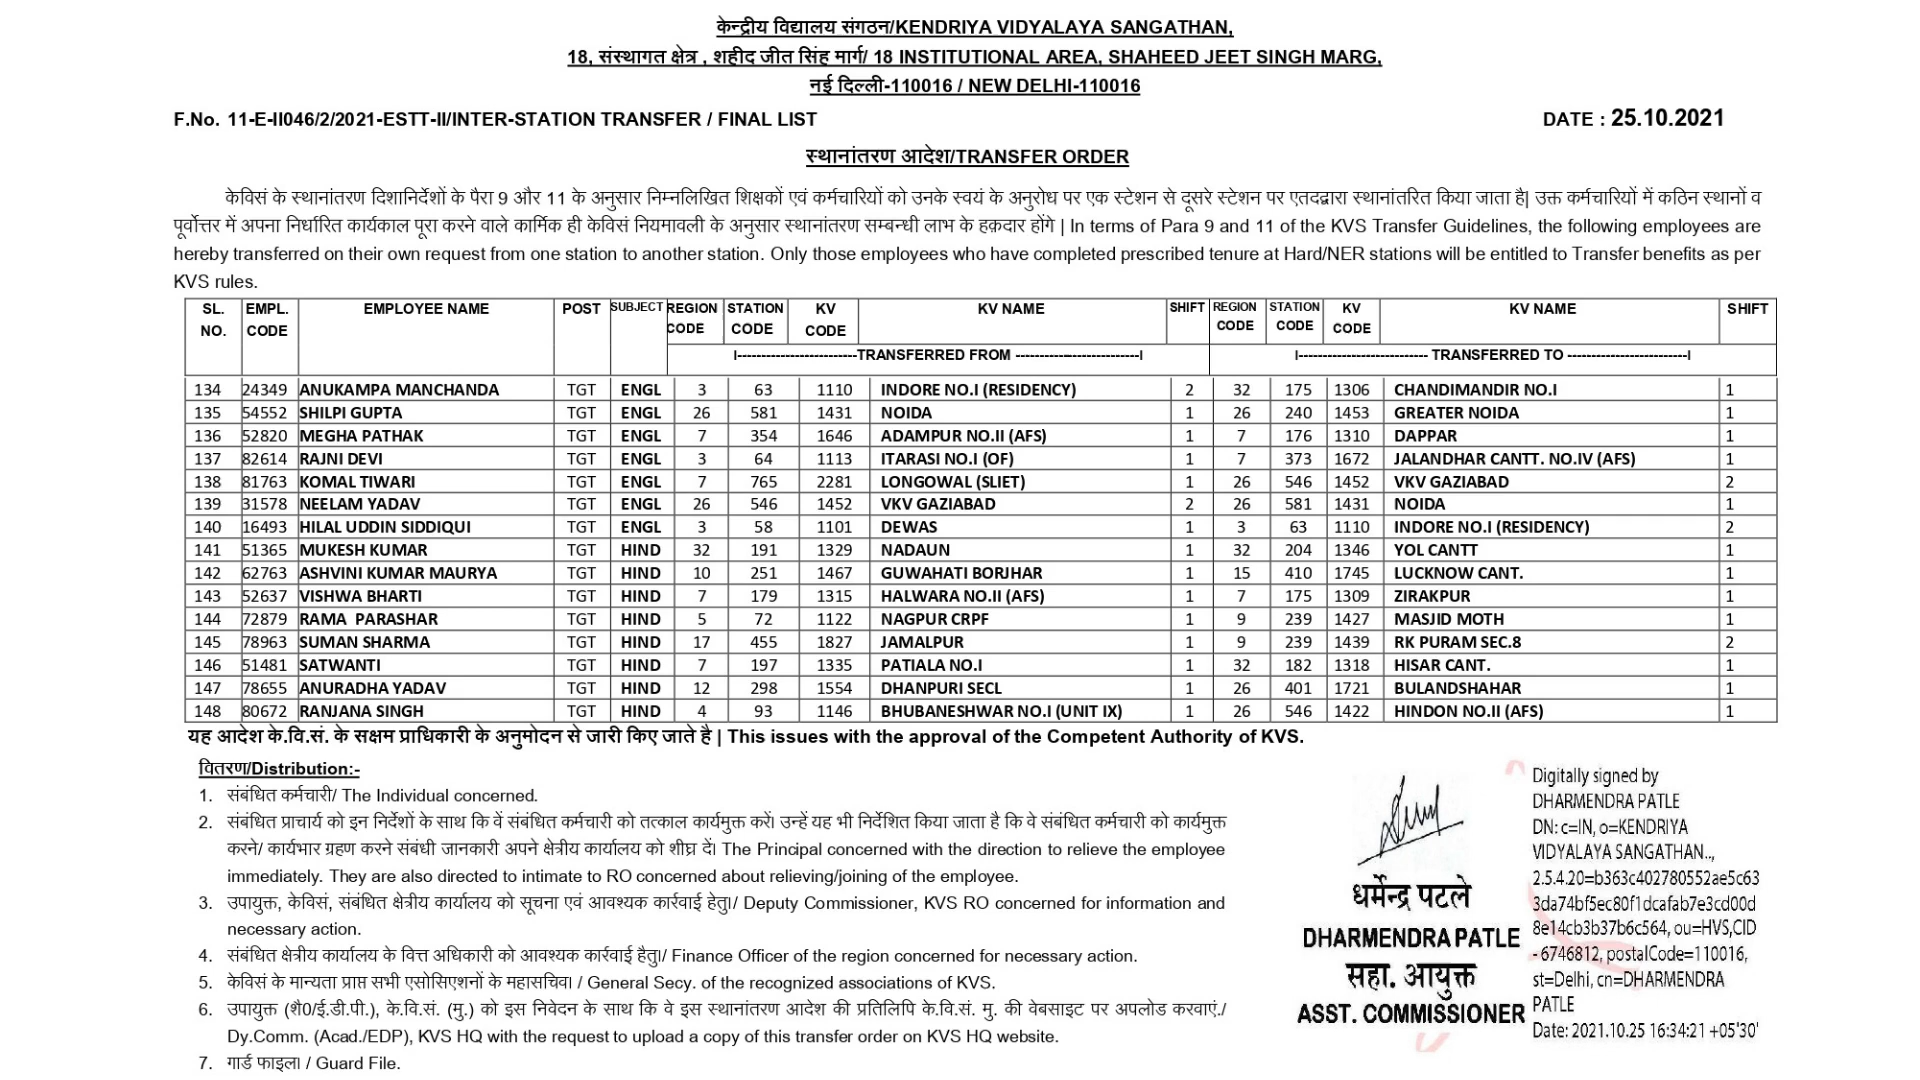 केन्द्रीय विद्यालय संगठन/KENDRIYA VIDYALAYA SANGATHAN,
18, संस्थागत क्षेत्र , शहीद जीत सिंह मार्ग/ 18 INSTITUTIONAL AREA, SHAHEED JEET SINGH MARG,
नई दिल्ली-110016 / NEW DELHI-110016
F.No. 11-E-II046/2/2021-ESTT-II/INTER-STATION TRANSFER / FINAL LIST DATE : 25.10.2021
स्थानांतरण आदेश/TRANSFER ORDER
केविसं के स्थानांतरण दिशानिर्देशों के पैरा 9 और 11 के अनुसार निम्नलिखित शिक्षकों एवं कर्मचारियों को उनके स्वयं के अनुरोध पर एक स्टेशन से दूसरे स्टेशन पर एतदद्वारा स्थानांतरित किया जाता है| उक्त कर्मचारियों में कठिन स्थानों व
पूर्वोत्तर में अपना निर्धारित कार्यकाल पूरा करने वाले कार्मिक ही केविसं नियमावली के अनुसार स्थानांतरण सम्बन्धी लाभ के हक़दार होंगे | In terms of Para 9 and 11 of the KVS Transfer Guidelines, the following employees are
hereby transferred on their own request from one station to another station. Only those employees who have completed prescribed tenure at Hard/NER stations will be entitled to Transfer benefits as per
KVS rules.
SL. NO. EMPL. CODE EMPLOYEE NAME POST SUBJECT REGION CODE STATION CODE KV CODE KV NAME SHIFT REGION CODE STATION CODE KV CODE KV NAME SHIFT
I-------------------------TRANSFERRED FROM --------------------------I I--------------------------- TRANSFERRED TO -------------------------I
134 24349 ANUKAMPA MANCHANDA TGT ENGL 3 63 1110 INDORE NO.I (RESIDENCY) 2 32 175 1306 CHANDIMANDIR NO.I 1
135 54552 SHILPI GUPTA TGT ENGL 26 581 1431 NOIDA 1 26 240 1453 GREATER NOIDA 1
136 52820 MEGHA PATHAK TGT ENGL 7 354 1646 ADAMPUR NO.II (AFS) 1 7 176 1310 DAPPAR 1
137 82614 RAJNI DEVI TGT ENGL 3 64 1113 ITARASI NO.I (OF) 1 7 373 1672 JALANDHAR CANTT. NO.IV (AFS) 1
138 81763 KOMAL TIWARI TGT ENGL 7 765 2281 LONGOWAL (SLIET) 1 26 546 1452 VKV GAZIABAD 2
139 31578 NEELAM YADAV TGT ENGL 26 546 1452 VKV GAZIABAD 2 26 581 1431 NOIDA 1
140 16493 HILAL UDDIN SIDDIQUI TGT ENGL 3 58 1101 DEWAS 1 3 63 1110 INDORE NO.I (RESIDENCY) 2
141 51365 MUKESH KUMAR TGT HIND 32 191 1329 NADAUN 1 32 204 1346 YOL CANTT 1
142 62763 ASHVINI KUMAR MAURYA TGT HIND 10 251 1467 GUWAHATI BORJHAR 1 15 410 1745 LUCKNOW CANT. 1
143 52637 VISHWA BHARTI TGT HIND 7 179 1315 HALWARA NO.II (AFS) 1 7 175 1309 ZIRAKPUR 1
144 72879 RAMA PARASHAR TGT HIND 5 72 1122 NAGPUR CRPF 1 9 239 1427 MASJID MOTH 1
145 78963 SUMAN SHARMA TGT HIND 17 455 1827 JAMALPUR 1 9 239 1439 RK PURAM SEC.8 2
146 51481 SATWANTI TGT HIND 7 197 1335 PATIALA NO.I 1 32 182 1318 HISAR CANT. 1
147 78655 ANURADHA YADAV TGT HIND 12 298 1554 DHANPURI SECL 1 26 401 1721 BULANDSHAHAR 1
148 80672 RANJANA SINGH TGT HIND 4 93 1146 BHUBANESHWAR NO.I (UNIT IX) 1 26 546 1422 HINDON NO.II (AFS) 1
यह आदेश के.वि.सं. के सक्षम प्राधिकारी के अनुमोदन से जारी किए जाते है | This issues with the approval of the Competent Authority of KVS.
वितरण/Distribution:-
1. संबंधित कर्मचारी/ The Individual concerned.
2. संबंधित प्राचार्य को इन निर्देशों के साथ कि वें संबंधित कर्मचारी को तत्काल कार्यमुक्त करें। उन्हें यह भी निर्देशित किया जाता है कि वे संबंधित कर्मचारी को कार्यमुक्त
करने/ कार्यभार ग्रहण करने संबंधी जानकारी अपने क्षेत्रीय कार्यालय को शीघ्र दें। The Principal concerned with the direction to relieve the employee
immediately. They are also directed to intimate to RO concerned about relieving/joining of the employee.
3. उपायुक्त, केविसं, संबंधित क्षेत्रीय कार्यालय को सूचना एवं आवश्यक कार्रवाई हेतु।/ Deputy Commissioner, KVS RO concerned for information and
necessary action.
4. संबंधित क्षेत्रीय कार्यालय के वित्त अधिकारी को आवश्यक कार्रवाई हैतु।/ Finance Officer of the region concerned for necessary action.
5. केविसं के मान्यता प्राप्त सभी एसोसिएशनों के महासचिव। / General Secy. of the recognized associations of KVS.
6. उपायुक्त (शै0/ई.डी.पी.), के.वि.सं. (मु.) को इस निवेदन के साथ कि वे इस स्थानांतरण आदेश की प्रतिलिपि के.वि.सं. मु. की वेबसाइट पर अपलोड करवाएं./
Dy.Comm. (Acad./EDP), KVS HQ with the request to upload a copy of this transfer order on KVS HQ website.
7. गार्ड फाइल। / Guard File.
धर्मेन्द्र पटले
DHARMENDRA PATLE
सहा. आयुक्त
ASST. COMMISSIONER
Digitally signed by
DHARMENDRA PATLE
DN: c=IN, o=KENDRIYA
VIDYALAYA SANGATHAN..,
2.5.4.20=b363c402780552ae5c63
3da74bf5ec80f1dcafab7e3cd00d
8e14cb3b37b6c564, ou=HVS,CID
- 6746812, postalCode=110016,
st=Delhi, cn=DHARMENDRA
PATLE
Date: 2021.10.25 16:34:21 +05'30'